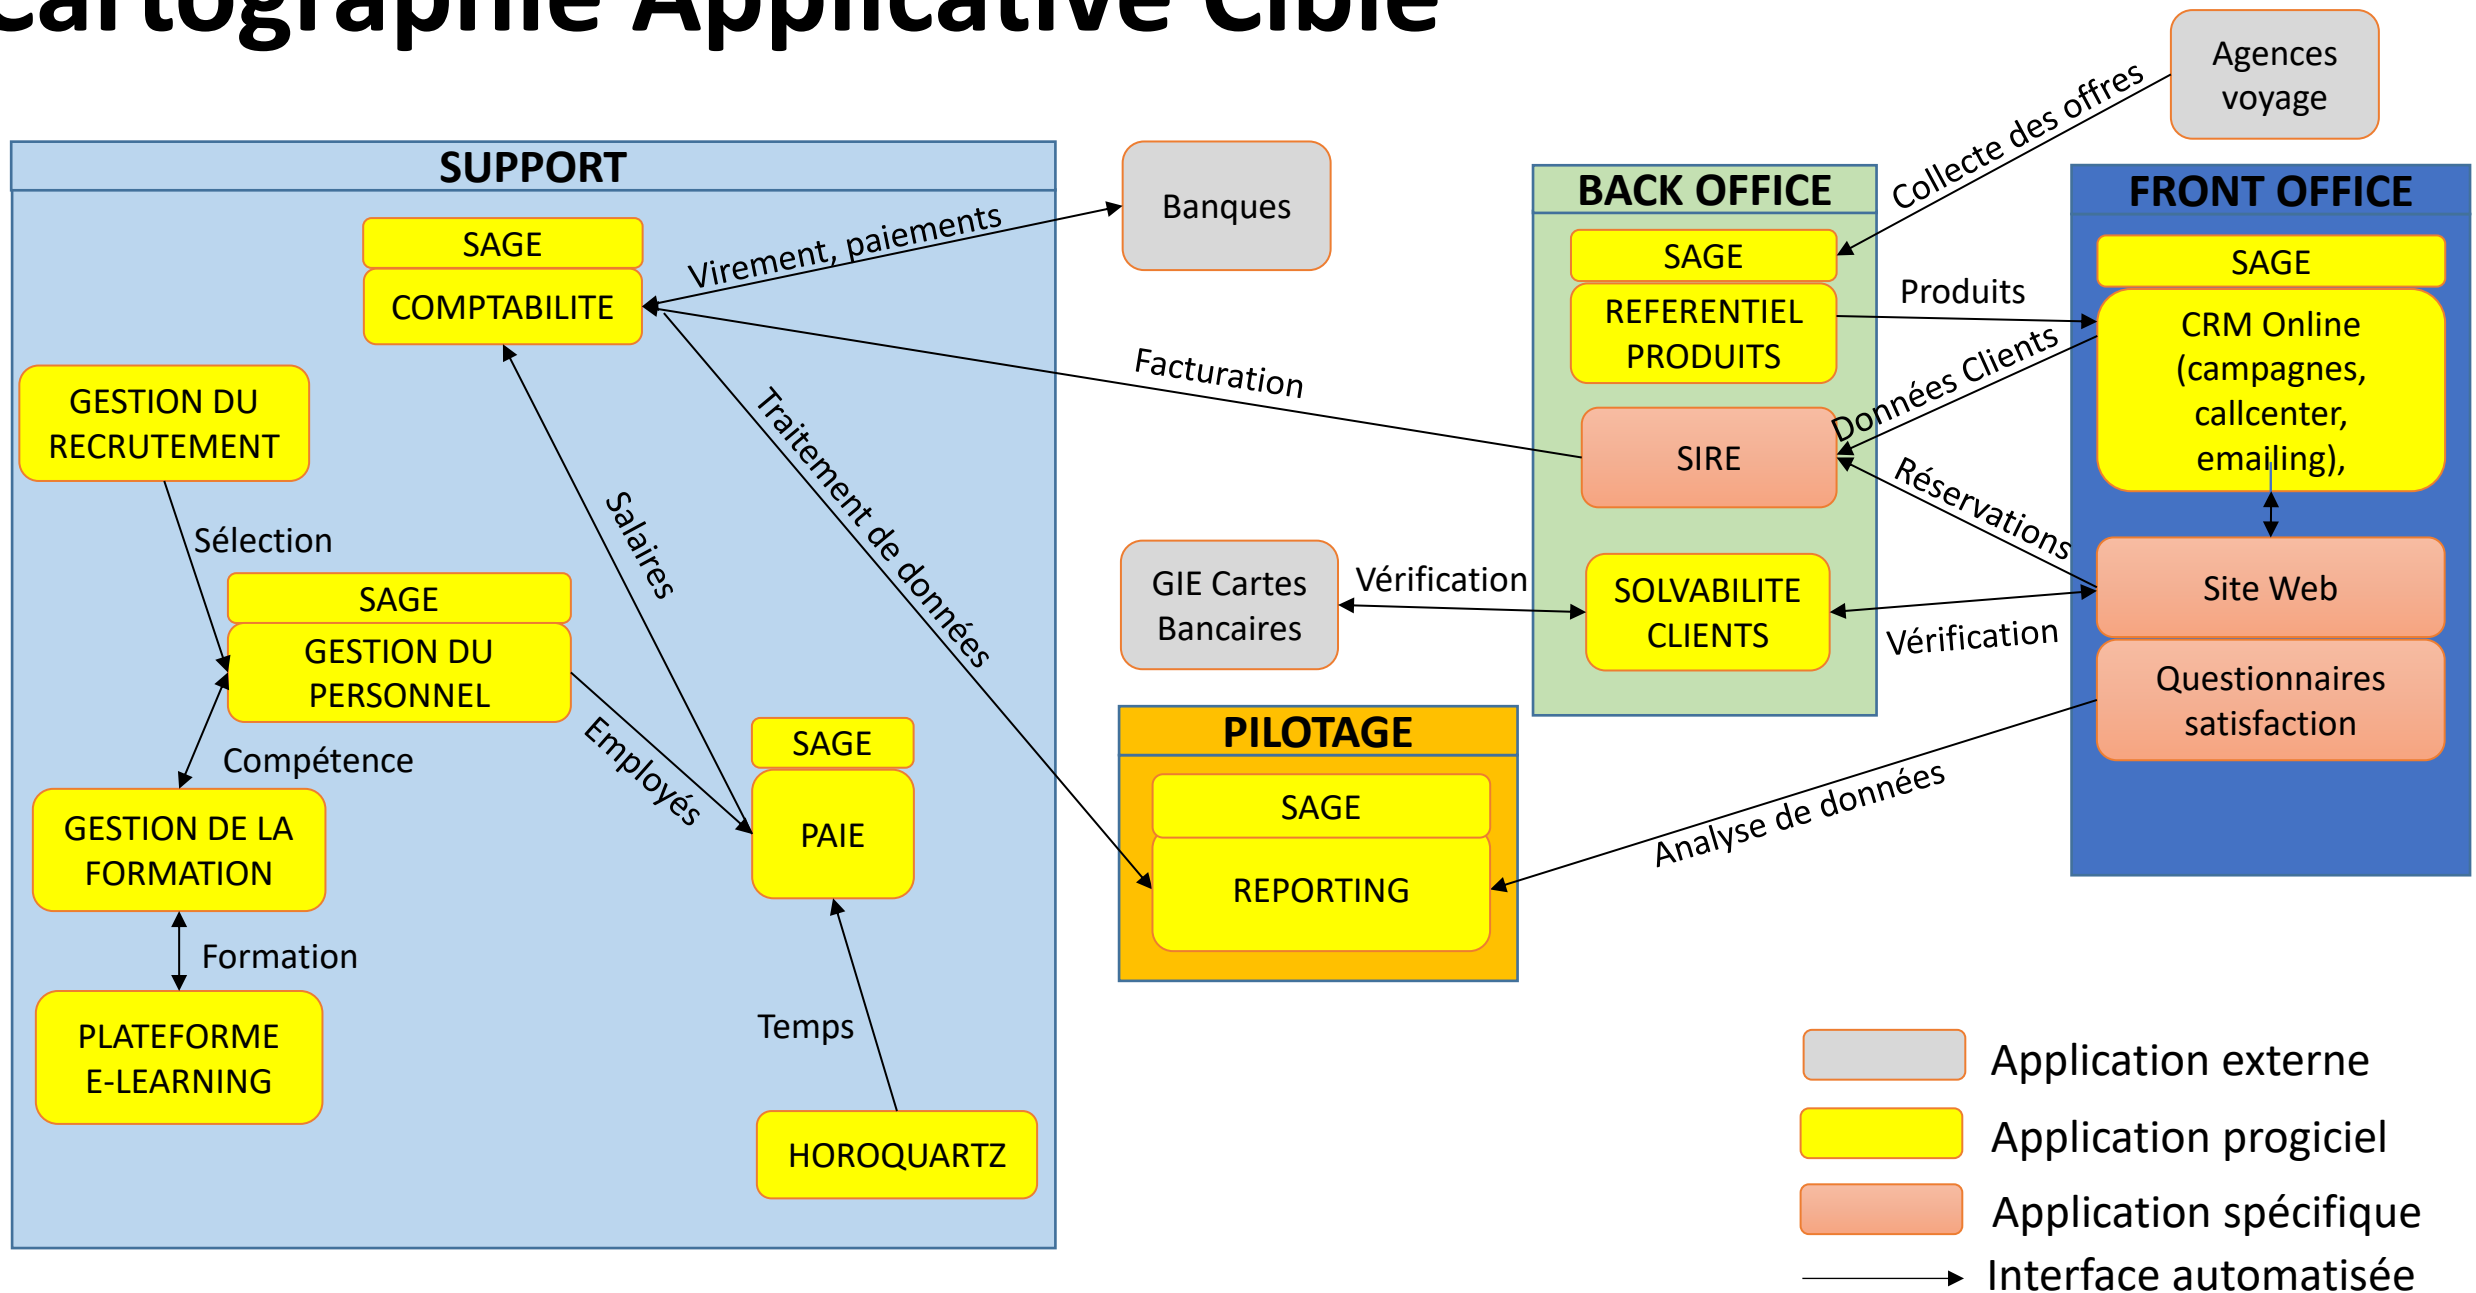 Cartographie Applicative Cible
Agences
voyage
Collecte des offres
SUPPORT
SAGE
COMPTABILITE
Virement, paiements
Banques
GESTION DU
RECRUTEMENT
Sélection
SAGE
GESTION DU
PERSONNEL
Compétence
GESTION DE LA
FORMATION
Formation
PLATEFORME
E-LEARNING
Salaires
Employés
SAGE
PAIE
Temps
HOROQUARTZ
Traitement de données
Facturation
GIE Cartes
Bancaires
Vérification
PILOTAGE
SAGE
REPORTING
BACK OFFICE
SAGE
REFERENTIEL
PRODUITS
SIRE
SOLVABILITE
CLIENTS
Produits
Données Clients
Réservations
Vérification
Analyse de données
FRONT OFFICE
SAGE
CRM Online
(campagnes,
callcenter,
emailing),
Site Web
Questionnaires
satisfaction
Application externe
Application progiciel
Application spécifique
Interface automatisée